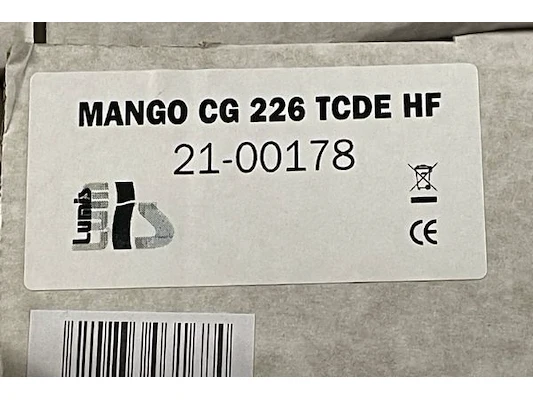 MANGO CG 226 TCDE HF
21-00178
Lumis
CE